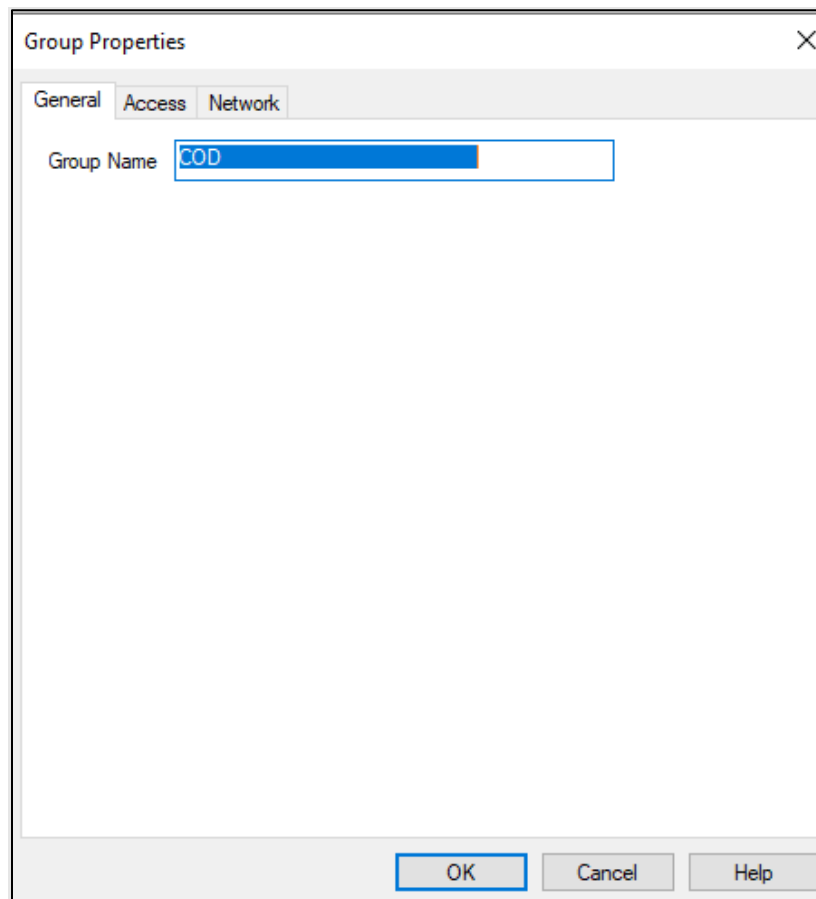 Group Properties
General Access Network
Group Name COD
OK Cancel Help